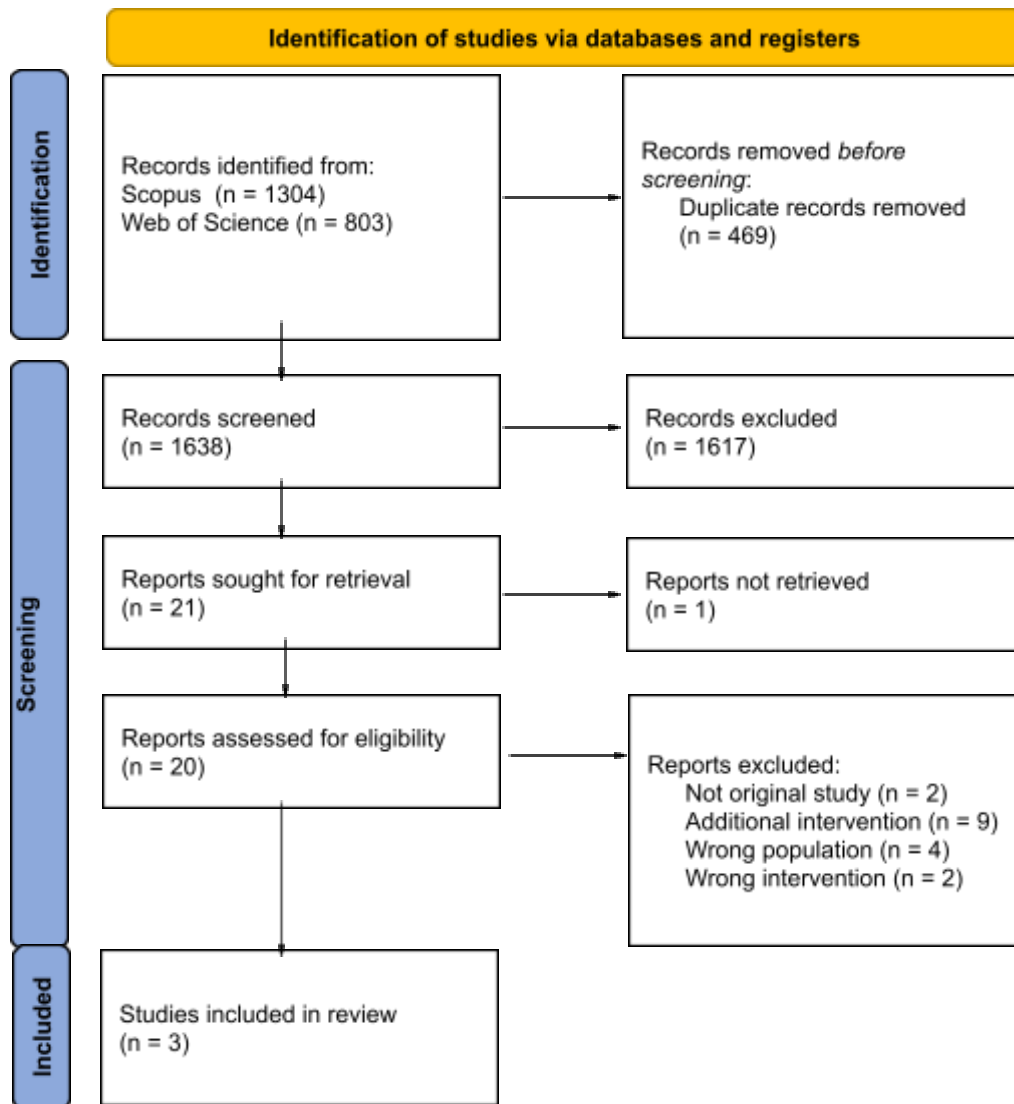 Identification of studies via databases and registers
Identification
Records identified from:
Scopus (n = 1304)
Web of Science (n = 803)
Records removed before
screening:
Duplicate records removed
(n = 469)
Screening
Records screened
(n = 1638)
Records excluded
(n = 1617)
Reports sought for retrieval
(n = 21)
Reports not retrieved
(n = 1)
Reports assessed for eligibility
(n = 20)
Reports excluded:
Not original study (n = 2)
Additional intervention (n = 9)
Wrong population (n = 4)
Wrong intervention (n = 2)
Included
Studies included in review
(n = 3)